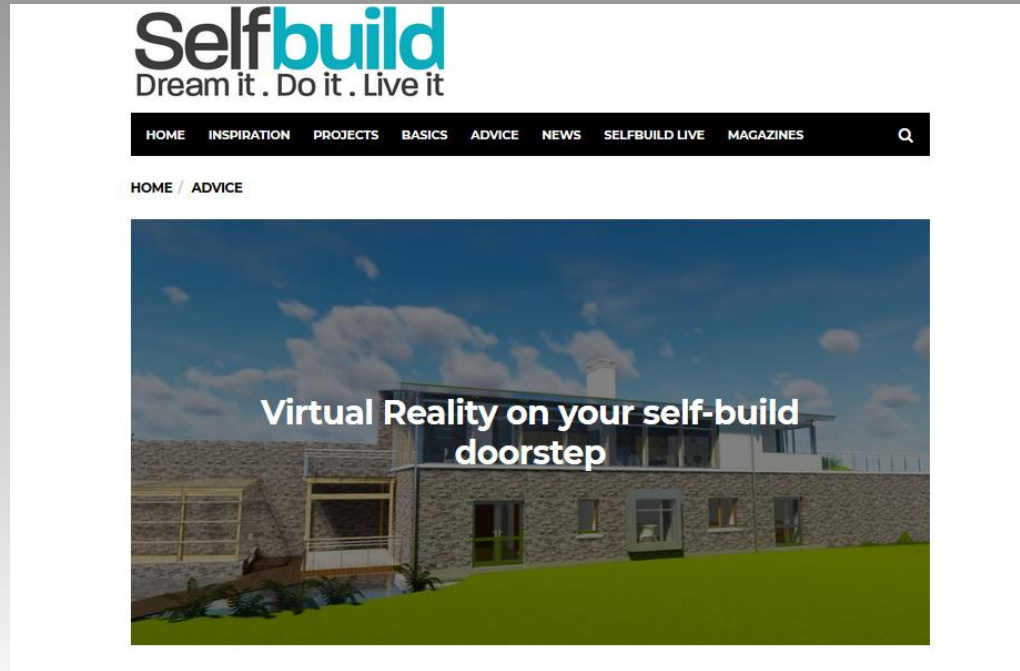 Selfbuild
Dream it . Do it . Live it
HOME INSPIRATION PROJECTS BASICS ADVICE NEWS SELFBUILD LIVE MAGAZINES
HOME / ADVICE
Virtual Reality on your self-build
doorstep